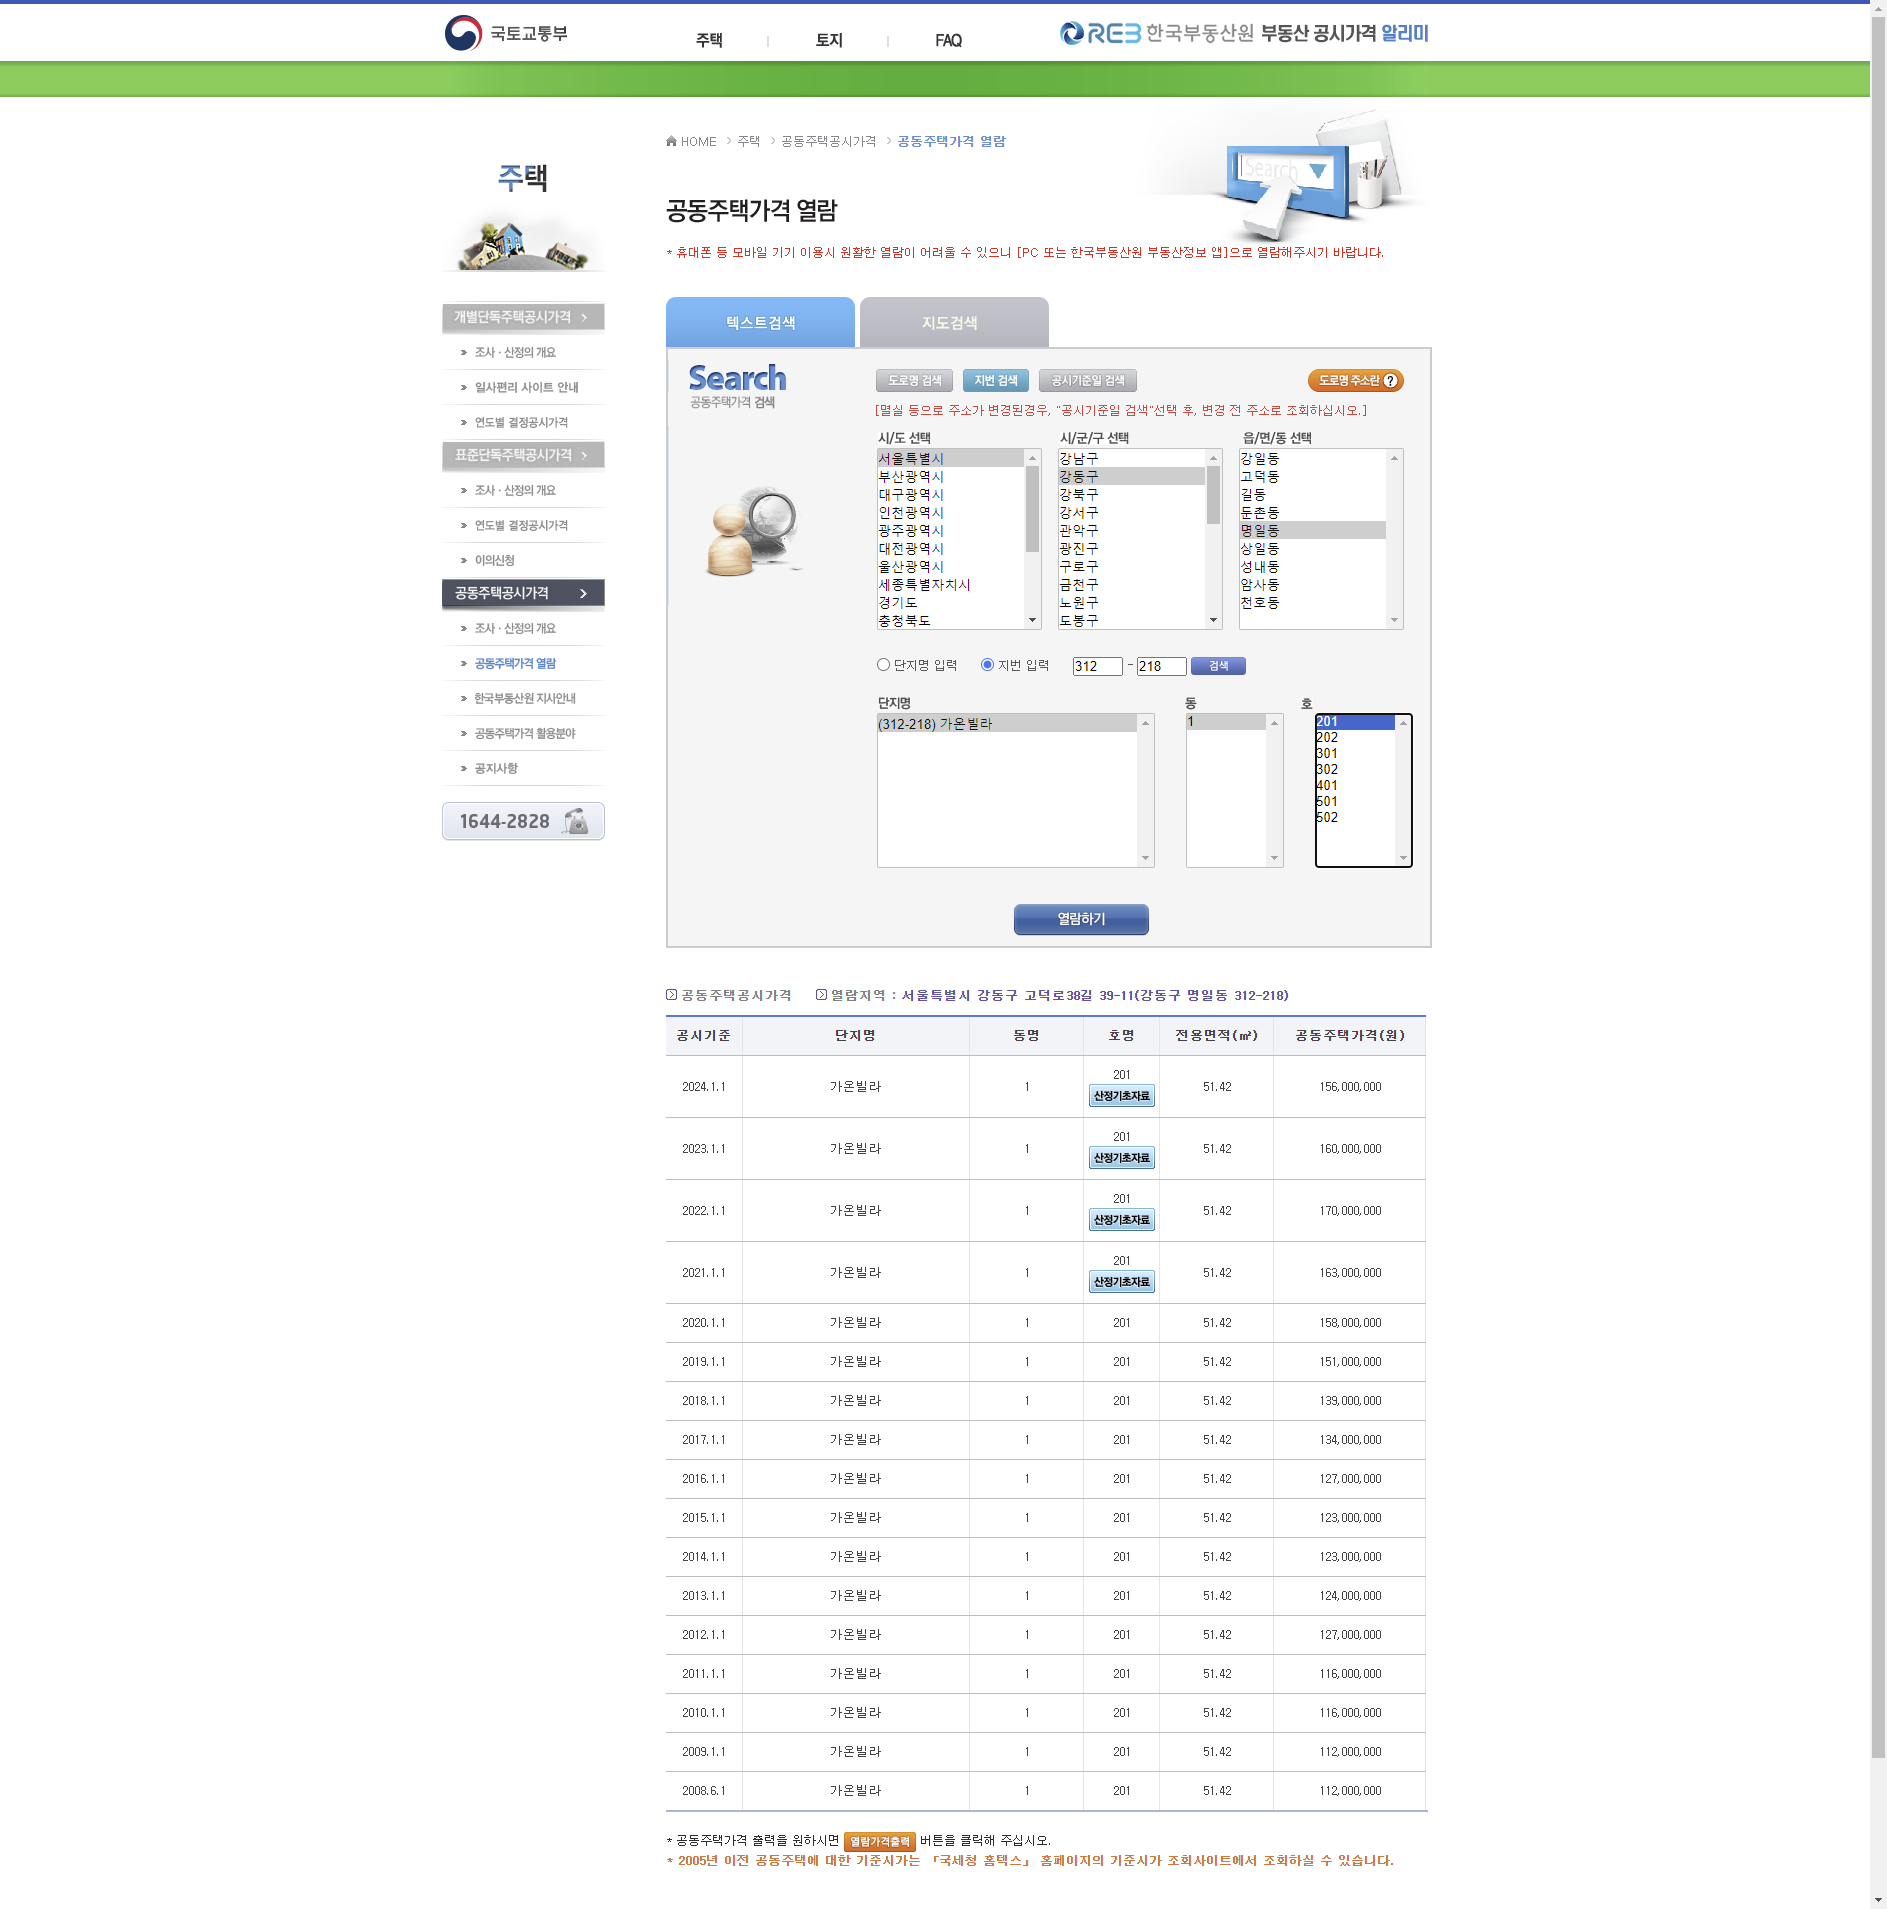 국토교통부
주택
토지
FAQ
REB 한국부동산원 부동산 공시가격 알리미
HOME 주택 공동주택공시가격 공동주택가격 열람
주택
공동주택가격 열람
* 휴대폰 등 모바일 기기 이용시 원활한 열람이 어려울 수 있으니 [PC 또는 한국부동산원 부동산정보 앱]으로 열람해주시기 바랍니다.
개별단독주택공시가격
조사 · 산정의 개요
일사편리 사이트 안내
연도별 결정공시가격
표준단독주택공시가격
조사 · 산정의 개요
연도별 결정공시가격
이의신청
공동주택공시가격
조사 · 산정의 개요
공동주택가격 열람
한국부동산원 지사안내
공동주택가격 활용분야
공지사항
1644-2828
Search
텍스트검색
지도검색
Search
공동주택가격 검색
도로명 검색
지번 검색
공시기준일 검색
도로명 주소란 ?
[멸실 등으로 주소가 변경된경우, "공시기준일 검색"선택 후, 변경 전 주소로 조회하십시오.]
시/도 선택
서울특별시
부산광역시
대구광역시
인천광역시
광주광역시
대전광역시
울산광역시
세종특별자치시
경기도
충청북도
시/군/구 선택
강남구
강동구
강북구
강서구
관악구
광진구
구로구
금천구
노원구
도봉구
읍/면/동 선택
강일동
고덕동
길동
둔촌동
명일동
상일동
성내동
암사동
천호동
단지명 입력 지번 입력 312 - 218 검색
단지명
(312-218) 가온빌라
동
1
호
201
202
301
302
401
501
502
열람하기
공동주택공시가격 열람지역 : 서울특별시 강동구 고덕로38길 39-11(강동구 명일동 312-218)
공시기준 단지명 동명 호명 전용면적(㎡) 공동주택가격(원)
2024.1.1 가온빌라 1 201 산정기초자료 51.42 156,000,000
2023.1.1 가온빌라 1 201 산정기초자료 51.42 160,000,000
2022.1.1 가온빌라 1 201 산정기초자료 51.42 170,000,000
2021.1.1 가온빌라 1 201 산정기초자료 51.42 163,000,000
2020.1.1 가온빌라 1 201 51.42 158,000,000
2019.1.1 가온빌라 1 201 51.42 151,000,000
2018.1.1 가온빌라 1 201 51.42 139,000,000
2017.1.1 가온빌라 1 201 51.42 134,000,000
2016.1.1 가온빌라 1 201 51.42 127,000,000
2015.1.1 가온빌라 1 201 51.42 123,000,000
2014.1.1 가온빌라 1 201 51.42 123,000,000
2013.1.1 가온빌라 1 201 51.42 124,000,000
2012.1.1 가온빌라 1 201 51.42 127,000,000
2011.1.1 가온빌라 1 201 51.42 116,000,000
2010.1.1 가온빌라 1 201 51.42 116,000,000
2009.1.1 가온빌라 1 201 51.42 112,000,000
2008.6.1 가온빌라 1 201 51.42 112,000,000
* 공동주택가격 출력을 원하시면 열람가격출력 버튼을 클릭해 주십시오.
* 2005년 이전 공동주택에 대한 기준시가는 「국세청 홈텍스」 홈페이지의 기준시가 조회사이트에서 조회하실 수 있습니다.